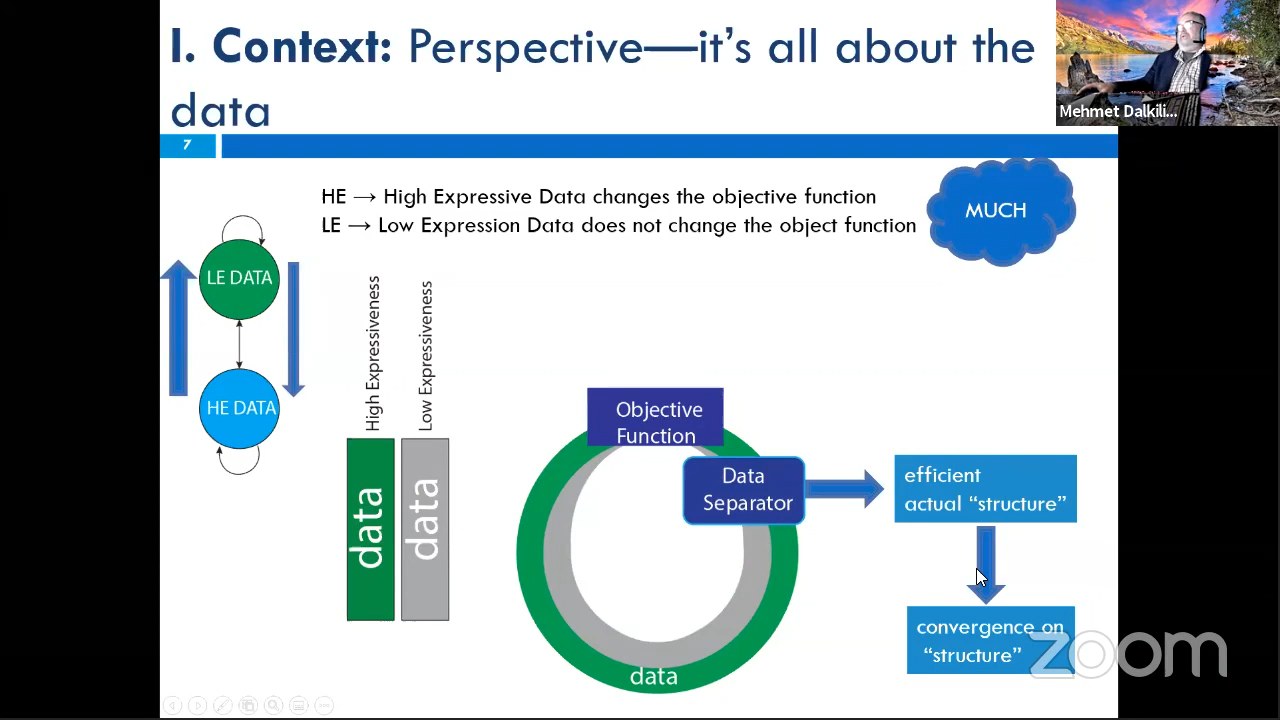 I. Context: Perspective—it's all about the
data
Mehmet Dalkili...
7
HE → High Expressive Data changes the objective function
LE → Low Expression Data does not change the object function
MUCH
LE DATA
HE DATA
High Expressiveness
Low Expressiveness
data
data
Objective
Function
Data
Separator
data
efficient
actual “structure”
convergence on
“structure”
zoom